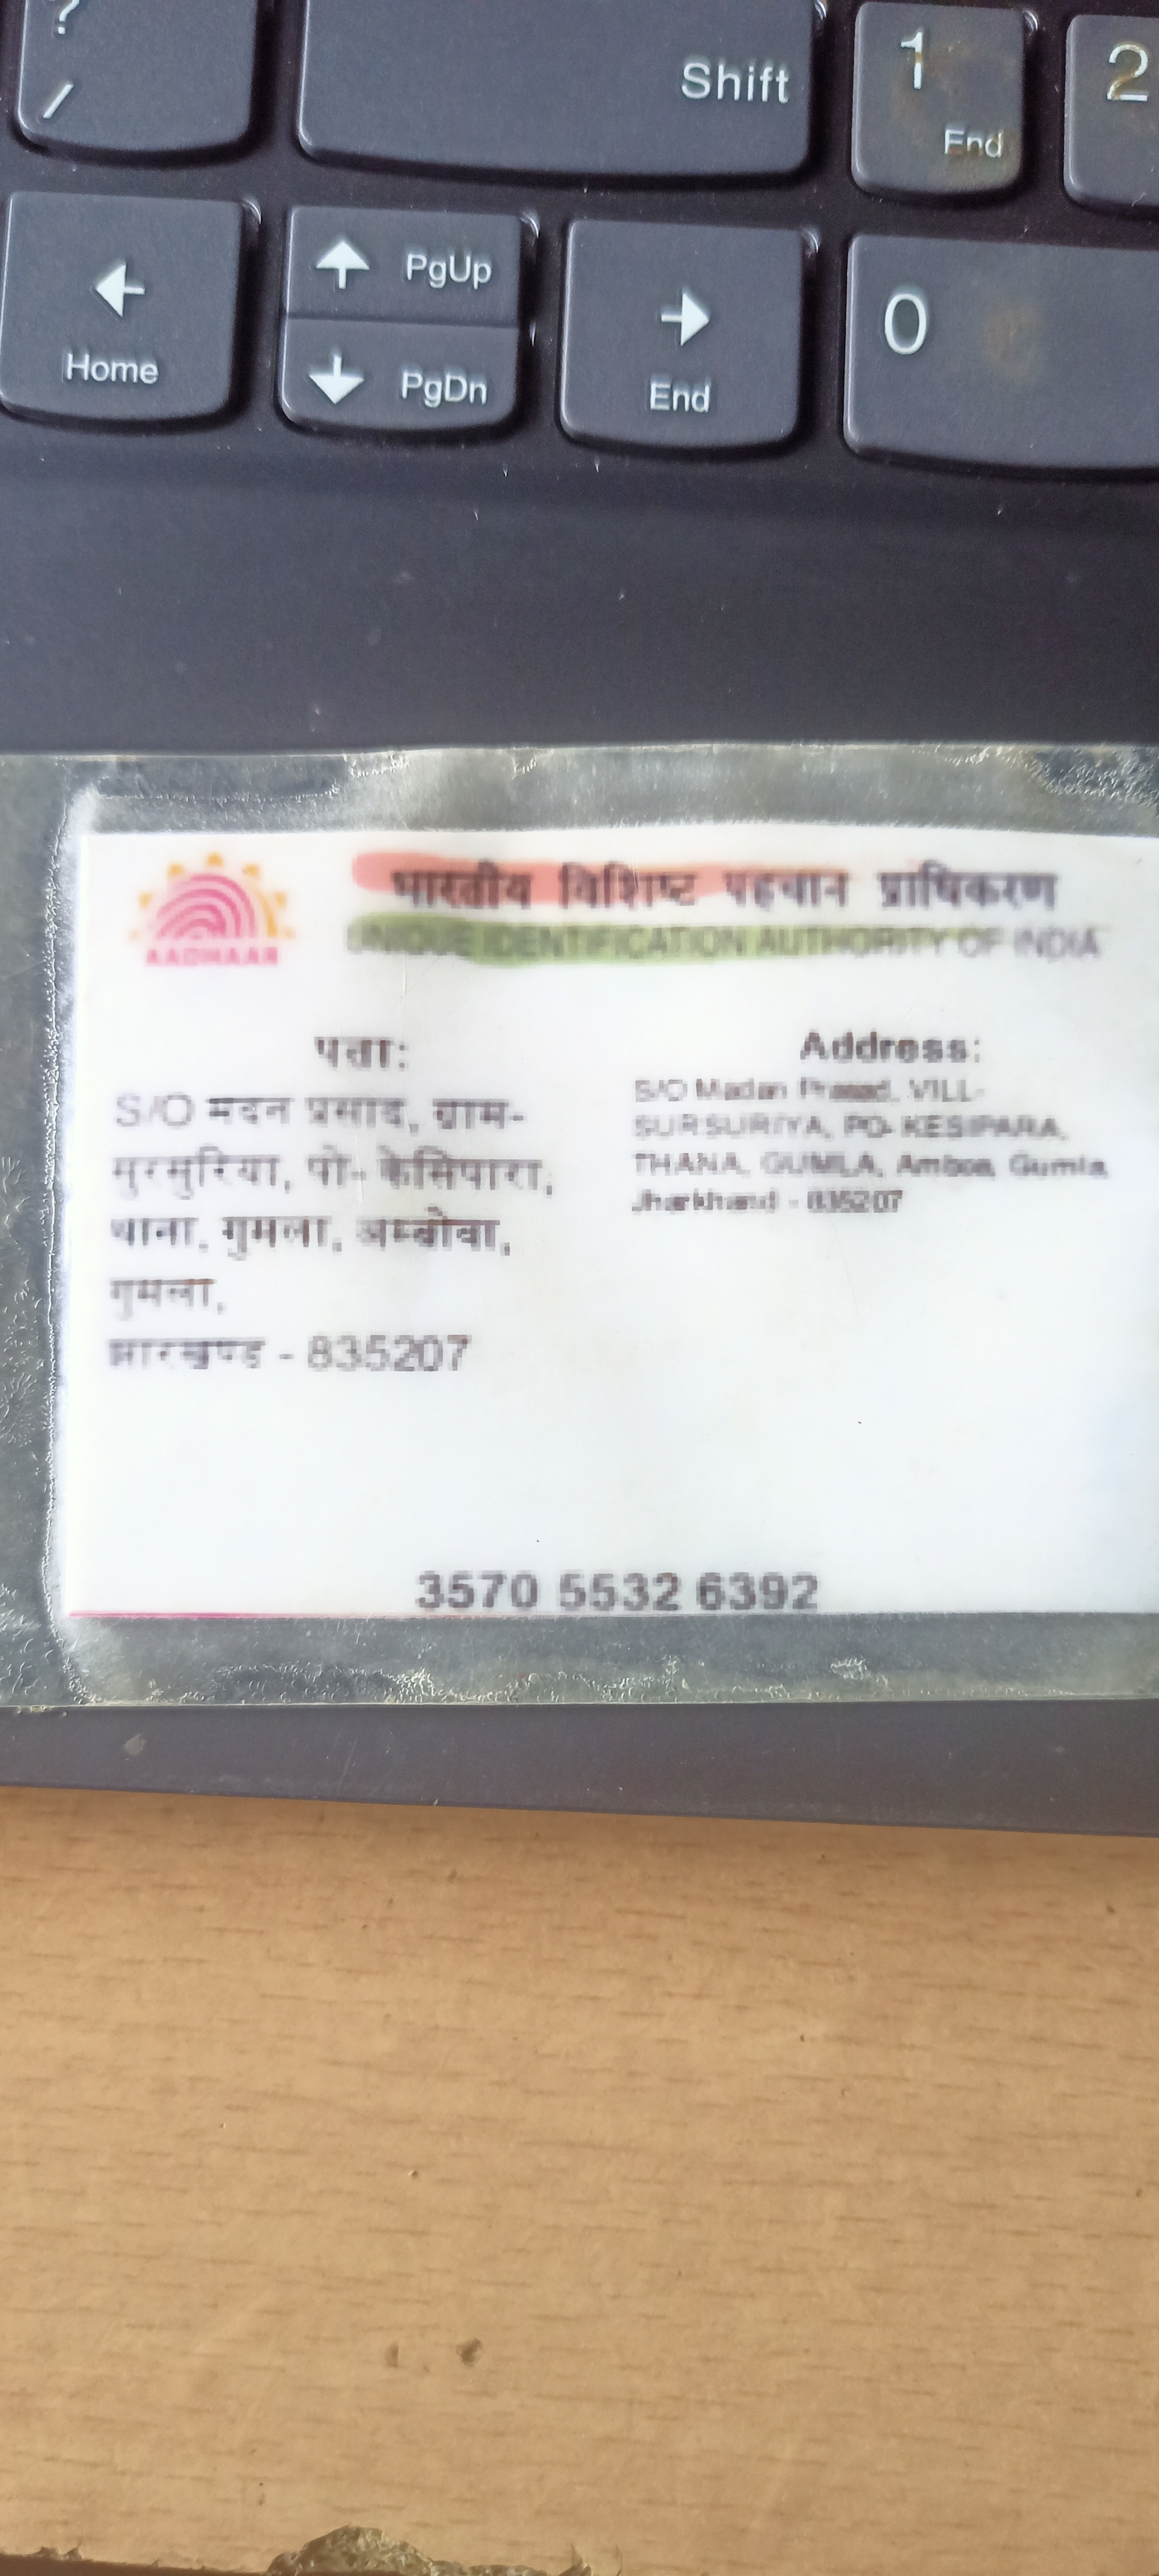 ?
/
Shift
1
End
2
Home
PgUp
PgDn
End
0
AADHAAR
भारतीय विशिष्ट पहचान प्राधिकरण
UNIQUE IDENTIFICATION AUTHORITY OF INDIA
पता:
S/O मदन प्रसाद, ग्राम-
सुरसुरिया, पो- केसिपारा,
थाना, गुमला, अम्बोवा,
गुमला,
झारखण्ड - 835207
Address:
S/O Madan Prasad, VILL-
SURSURIYA, PO- KESIPARA,
THANA, GUMLA, Amboa, Gumla,
Jharkhand - 835207
3570 5532 6392